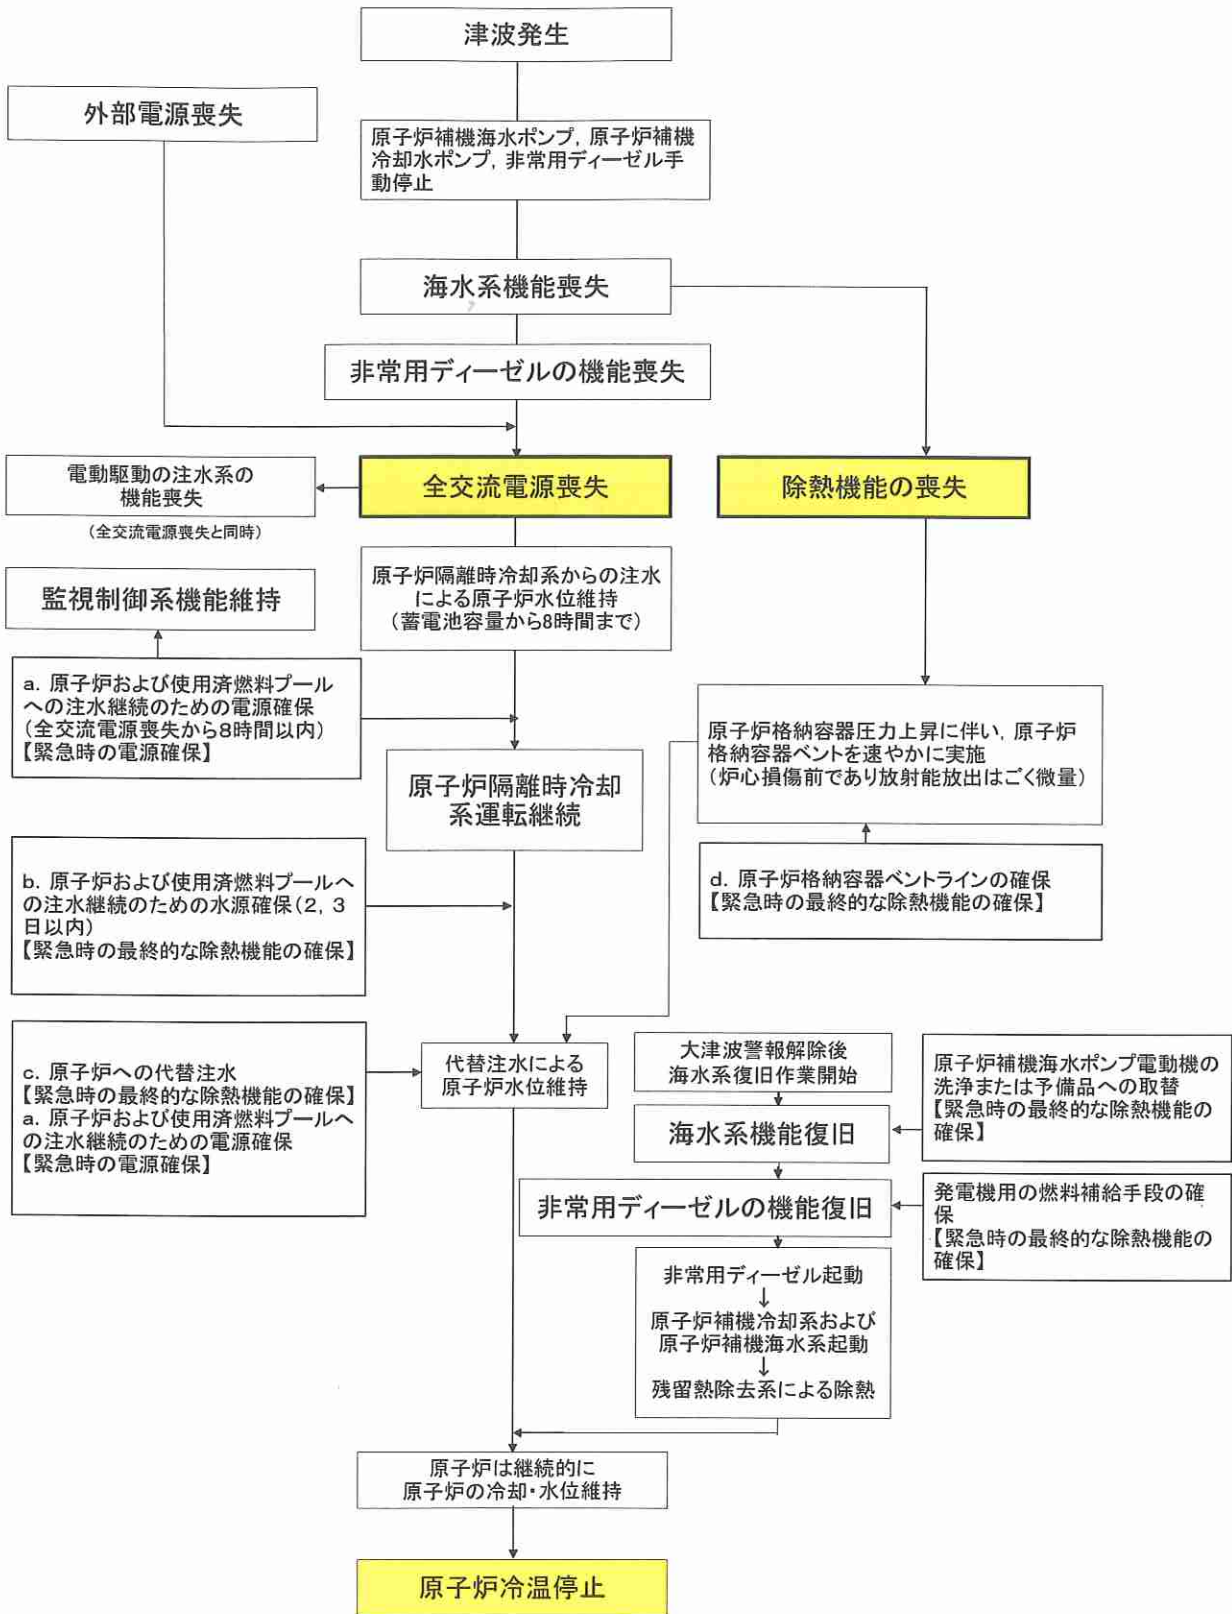 津波発生
外部電源喪失
原子炉補機海水ポンプ，原子炉補機
冷却水ポンプ，非常用ディーゼル手
動停止
海水系機能喪失
非常用ディーゼルの機能喪失
電動駆動の注水系の
機能喪失
（全交流電源喪失と同時）
全交流電源喪失
除熱機能の喪失
原子炉隔離時冷却系からの注水
による原子炉水位維持
（蓄電池容量から8時間まで）
監視制御系機能維持
a．原子炉および使用済燃料プール
への注水継続のための電源確保
（全交流電源喪失から8時間以内）
【緊急時の電源確保】
原子炉隔離時冷却
系運転継続
原子炉格納容器圧力上昇に伴い，原子炉
格納容器ベントを速やかに実施
（炉心損傷前であり放射能放出はごく微量）
d．原子炉格納容器ベントラインの確保
【緊急時の最終的な除熱機能の確保】
b．原子炉および使用済燃料プールへ
の注水継続のための水源確保（2，3
日以内）
【緊急時の最終的な除熱機能の確保】
c．原子炉への代替注水
【緊急時の最終的な除熱機能の確保】
a．原子炉および使用済燃料プールへ
の注水継続のための電源確保
【緊急時の電源確保】
代替注水による
原子炉水位維持
大津波警報解除後
海水系復旧作業開始
原子炉補機海水ポンプ電動機の
洗浄または予備品への取替
【緊急時の最終的な除熱機能の
確保】
海水系機能復旧
非常用ディーゼルの機能復旧
発電機用の燃料補給手段の確
保
【緊急時の最終的な除熱機能の
確保】
非常用ディーゼル起動
↓
原子炉補機冷却系および
原子炉補機海水系起動
↓
残留熱除去系による除熱
原子炉は継続的に
原子炉の冷却・水位維持
原子炉冷温停止